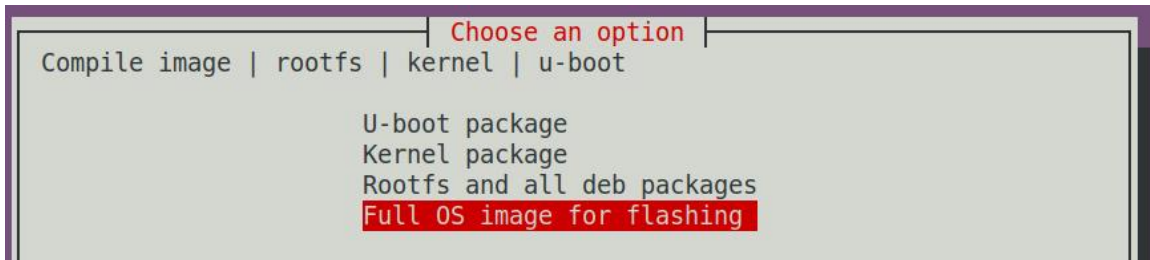 Choose an option
Compile image | rootfs | kernel | u-boot
U-boot package
Kernel package
Rootfs and all deb packages
Full OS image for flashing